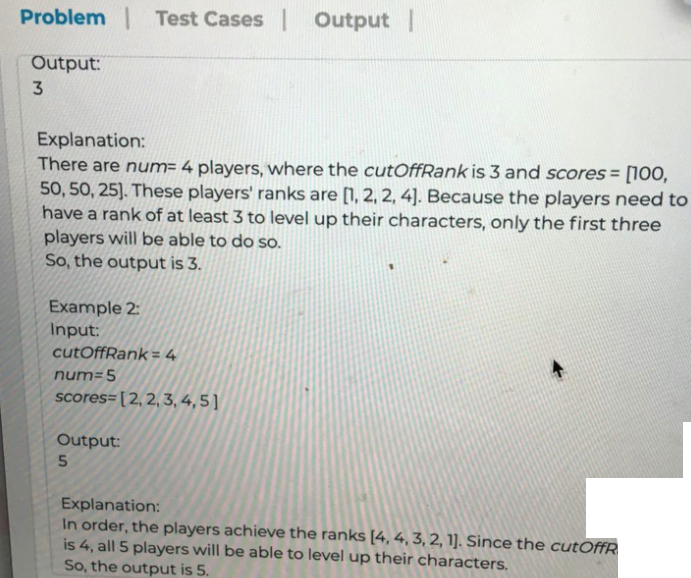 Problem | Test Cases | Output |
Output:
3
Explanation:
There are num= 4 players, where the cutOffRank is 3 and scores = [100,
50, 50, 25]. These players' ranks are [1, 2, 2, 4]. Because the players need to
have a rank of at least 3 to level up their characters, only the first three
players will be able to do so.
So, the output is 3.
Example 2:
Input:
cutOffRank = 4
num=5
scores= [ 2, 2, 3, 4, 5 ]
Output:
5
Explanation:
In order, the players achieve the ranks [4, 4, 3, 2, 1]. Since the cutOffR
is 4, all 5 players will be able to level up their characters.
So, the output is 5.